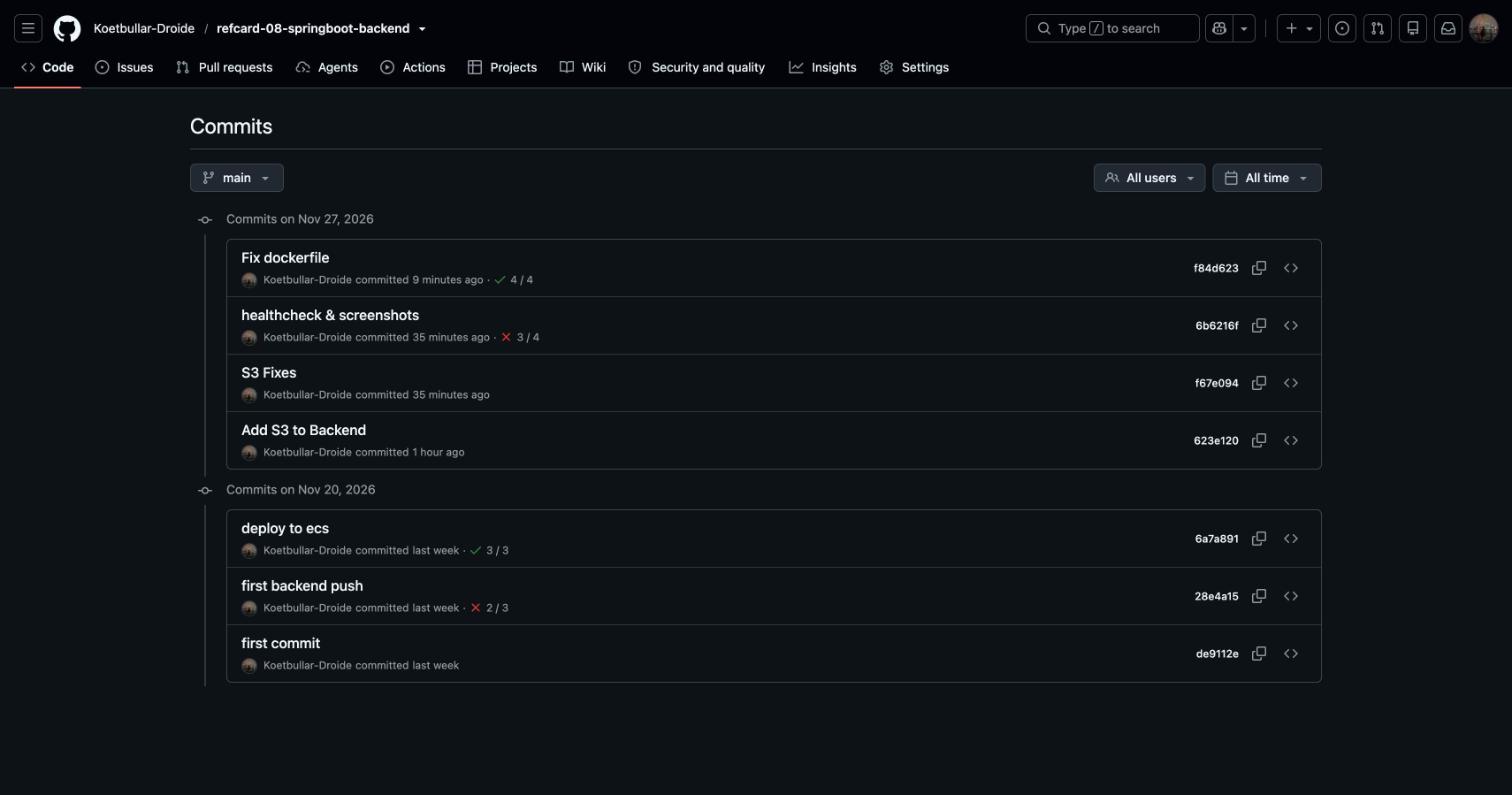 Koetbullar-Droide / refcard-08-springboot-backend
Type / to search
Code Issues Pull requests Agents Actions Projects Wiki Security and quality Insights Settings
Commits
main All users All time
Commits on Nov 27, 2026
Fix dockerfile
Koetbullar-Droide committed 9 minutes ago · 4 / 4
f84d623
healthcheck & screenshots
Koetbullar-Droide committed 35 minutes ago · 3 / 4
6b6216f
S3 Fixes
Koetbullar-Droide committed 35 minutes ago
f67e094
Add S3 to Backend
Koetbullar-Droide committed 1 hour ago
623e120
Commits on Nov 20, 2026
deploy to ecs
Koetbullar-Droide committed last week · 3 / 3
6a7a891
first backend push
Koetbullar-Droide committed last week · 2 / 3
28e4a15
first commit
Koetbullar-Droide committed last week
de9112e